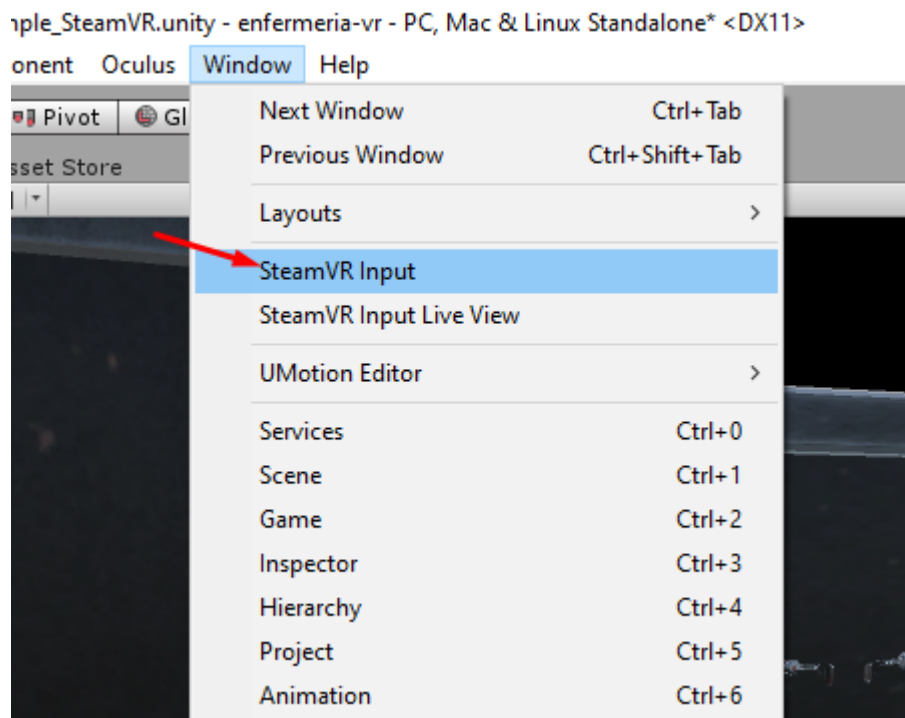 nple_SteamVR.unity - enfermeria-vr - PC, Mac & Linux Standalone* <DX11>
onent Oculus Window Help
Pivot Gl
sset Store
Next Window Ctrl+Tab
Previous Window Ctrl+Shift+Tab
Layouts
SteamVR Input
SteamVR Input Live View
UMotion Editor
Services Ctrl+0
Scene Ctrl+1
Game Ctrl+2
Inspector Ctrl+3
Hierarchy Ctrl+4
Project Ctrl+5
Animation Ctrl+6